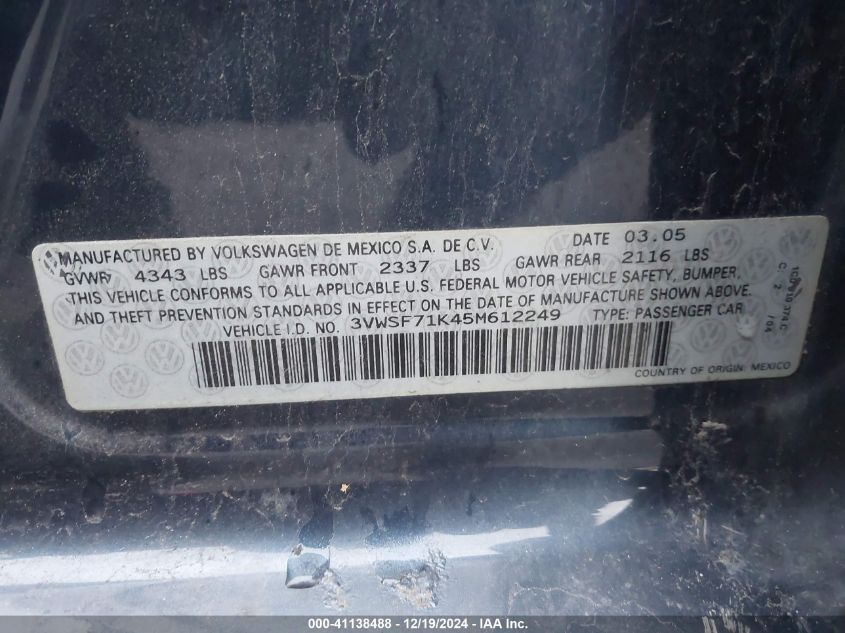 MANUFACTURED BY VOLKSWAGEN DE MEXICO S.A. DE C.V. DATE 03.05
GVWR 4343 LBS GAWR FRONT 2337 LBS GAWR REAR 2116 LBS
THIS VEHICLE CONFORMS TO ALL APPLICABLE U.S. FEDERAL MOTOR VEHICLE SAFETY, BUMPER,
AND THEFT PREVENTION STANDARDS IN EFFECT ON THE DATE OF MANUFACTURE SHOWN ABOVE.
VEHICLE I.D. NO. 3VWSF71K45M612249 TYPE: PASSENGER CAR
COUNTRY OF ORIGIN: MEXICO
C. 2 /04
000-41138488 - 12/19/2024 - IAA, Inc.